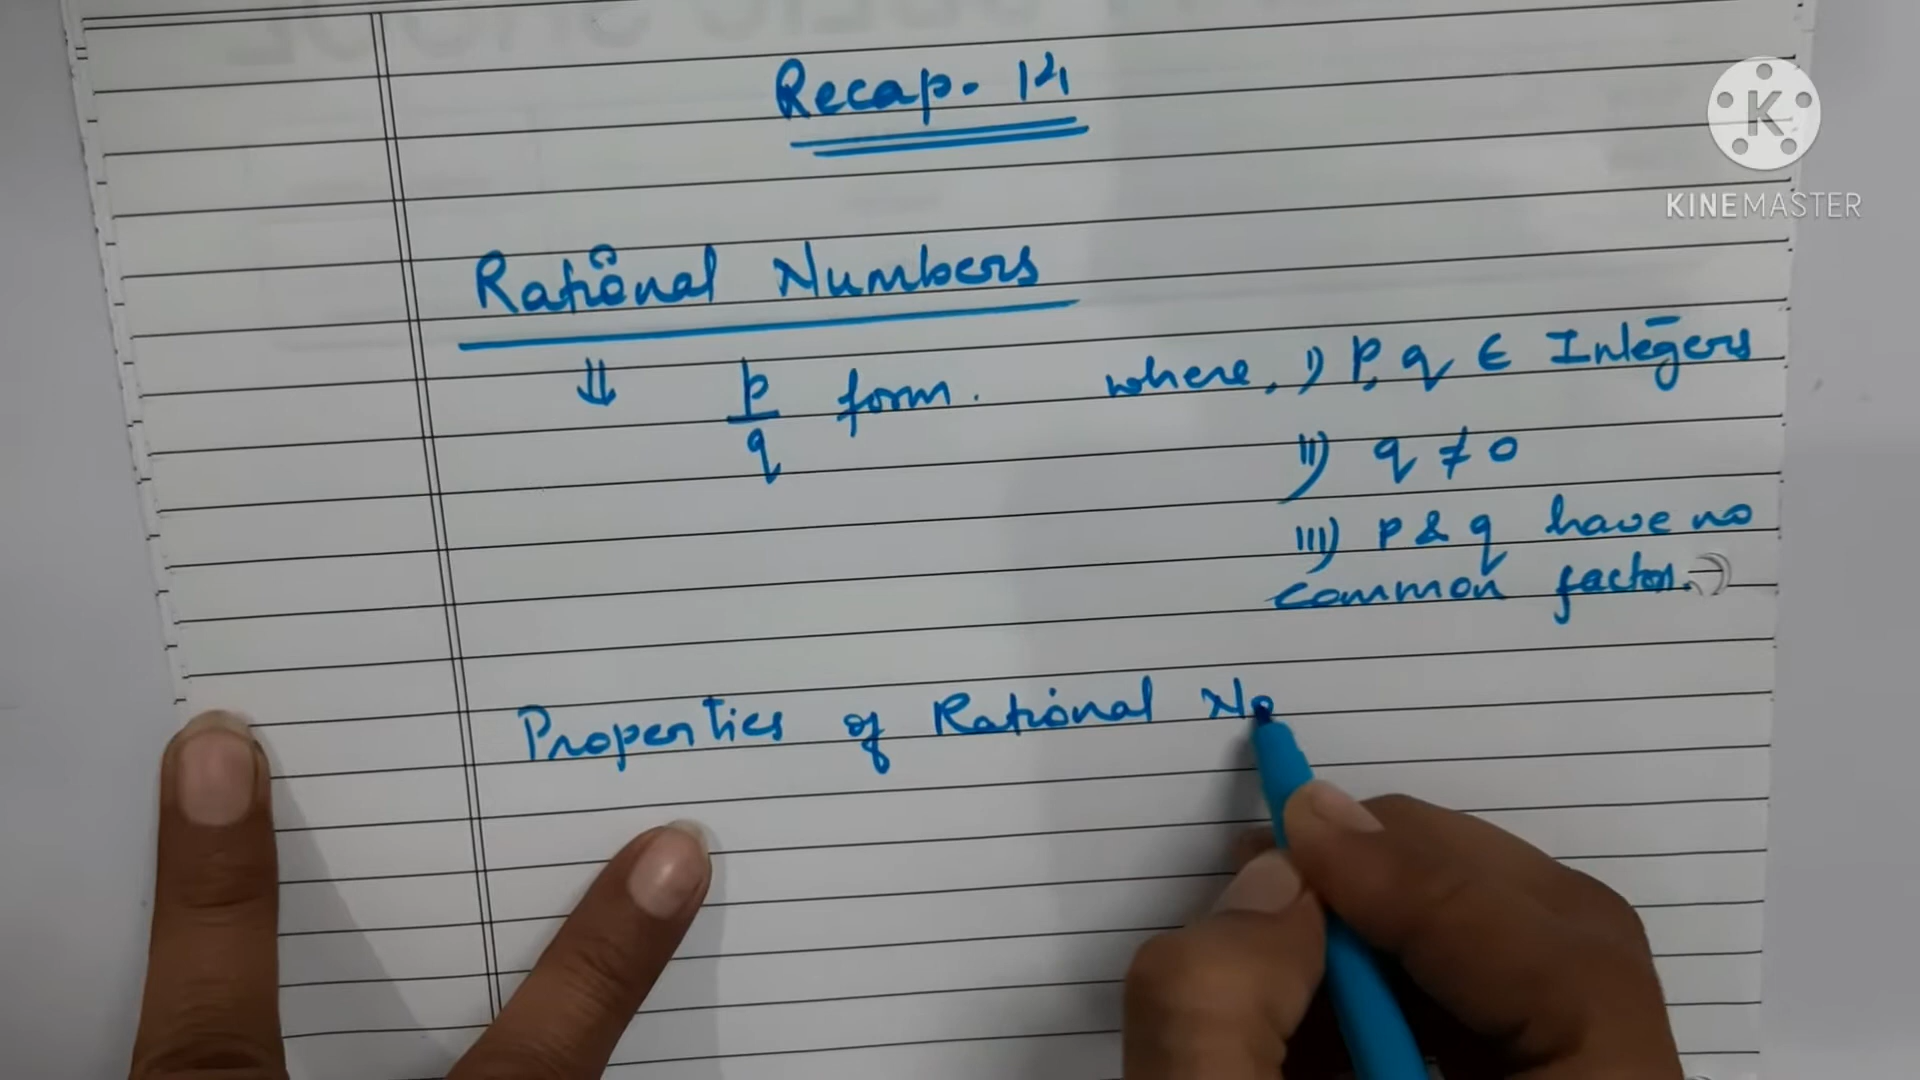 Recap. 14
K
KINEMASTER
Rational Numbers
⇓ p/q form. where, i) p, q ∈ Integers
ii) q ≠ 0
iii) p & q have no
common factor.
Properties of Rational No